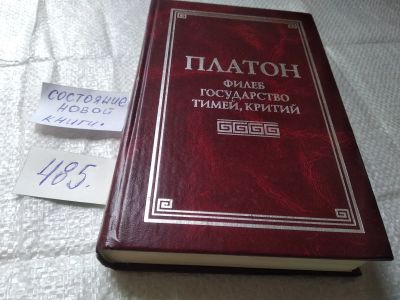 ПЛАТОН
ФИЛЕБ
ГОСУДАРСТВО
ТИМЕЙ, КРИТИЙ
СОСТОЯНИЕ
НОВОЙ
КНИГИ.
485.